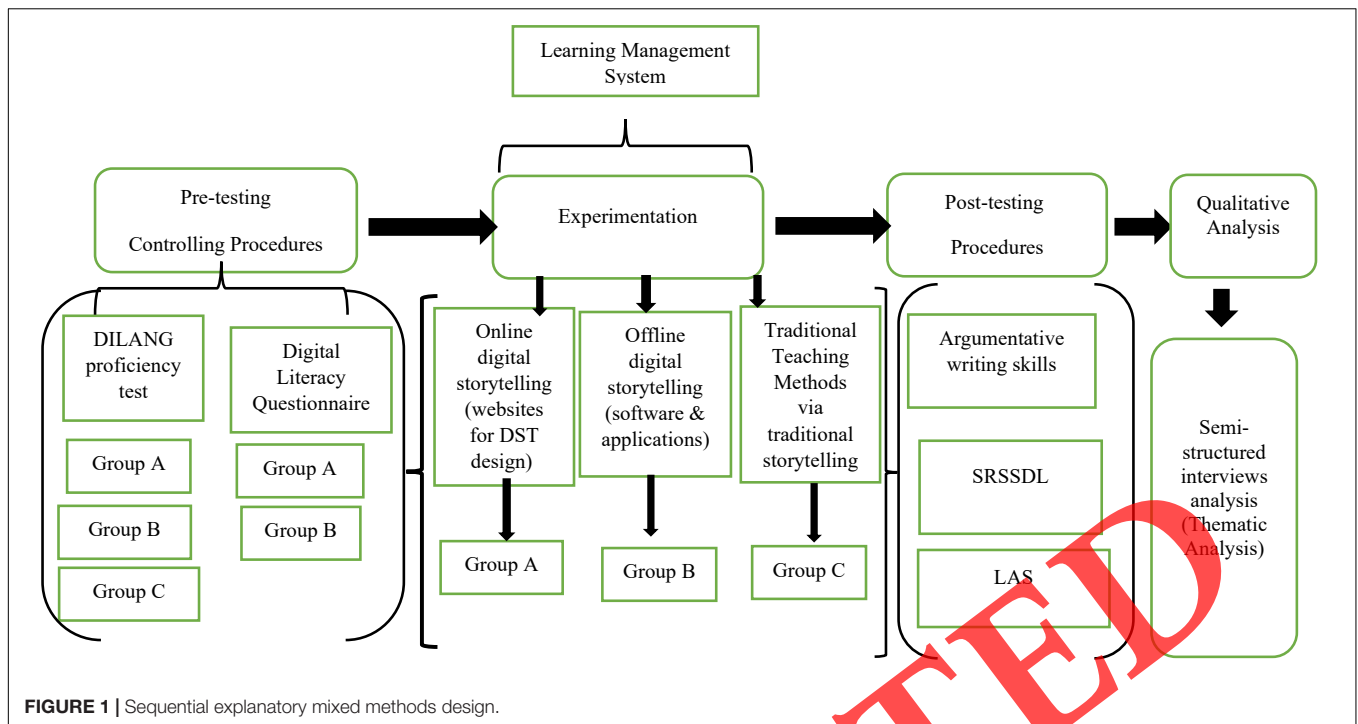 Learning Management
System
Pre-testing
Controlling Procedures
Experimentation
Post-testing
Procedures
Qualitative
Analysis
DILANG
proficiency
test
Group A
Group B
Group C
Digital
Literacy
Questionnaire
Group A
Group B
Online
digital
storytelling
(websites
for DST
design)
Group A
Offline
digital
storytelling
(software &
applications)
Group B
Traditional
Teaching
Methods
via
traditional
storytelling
Group C
Argumentative
writing skills
SRSSDL
LAS
Semi-
structured
interviews
analysis
(Thematic
Analysis)
TED
FIGURE 1 | Sequential explanatory mixed methods design.